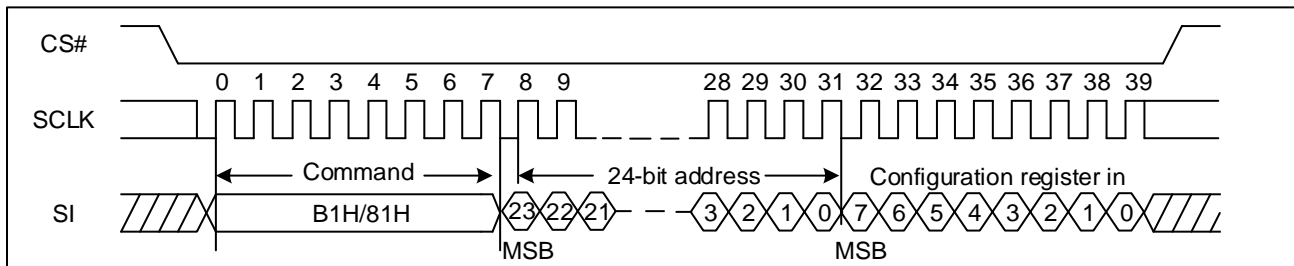 CS#
0 1 2 3 4 5 6 7 8 9 28 29 30 31 32 33 34 35 36 37 38 39
SCLK
Command 24-bit address Configuration register in
SI B1H/81H 23 22 21 3 2 1 0 7 6 5 4 3 2 1 0
MSB MSB